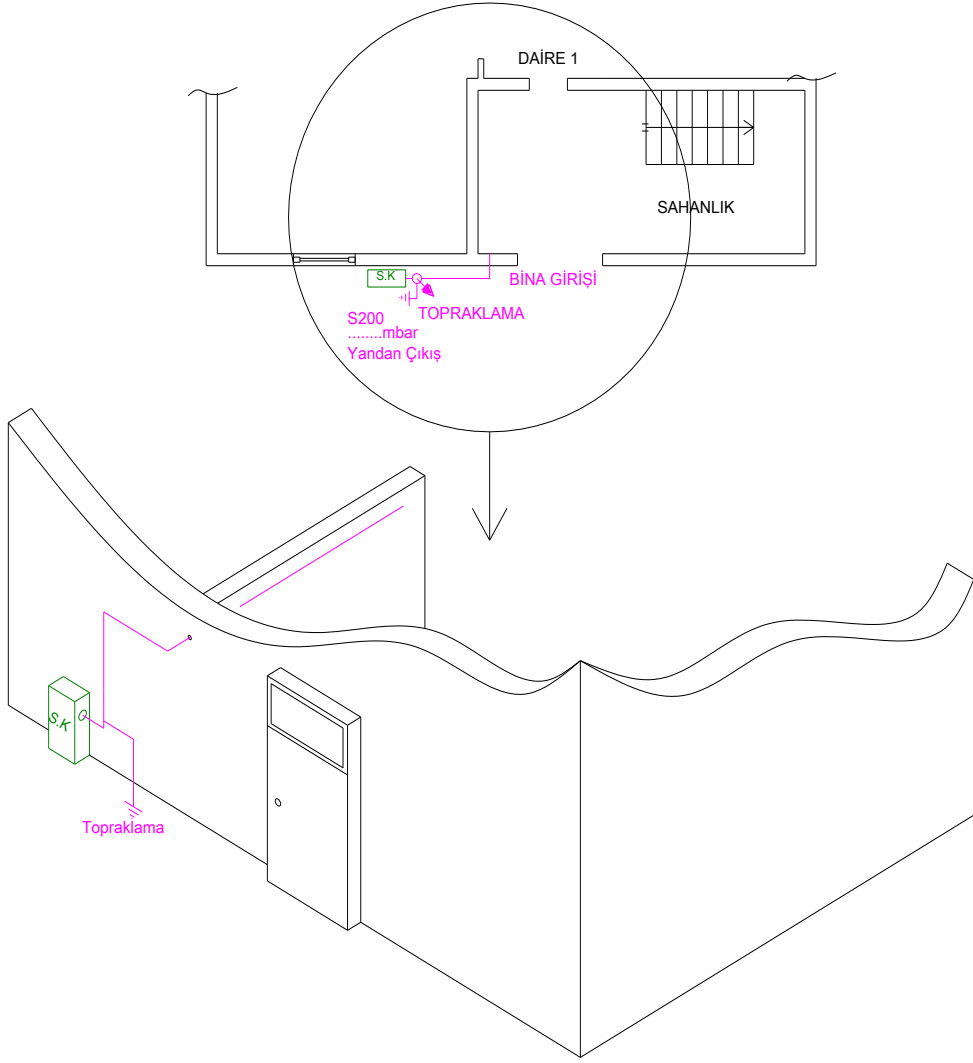 DAİRE 1
SAHANLIK
S.K
BİNA GİRİŞİ
TOPRAKLAMA
S200
........mbar
Yandan Çıkış
S.K
Topraklama